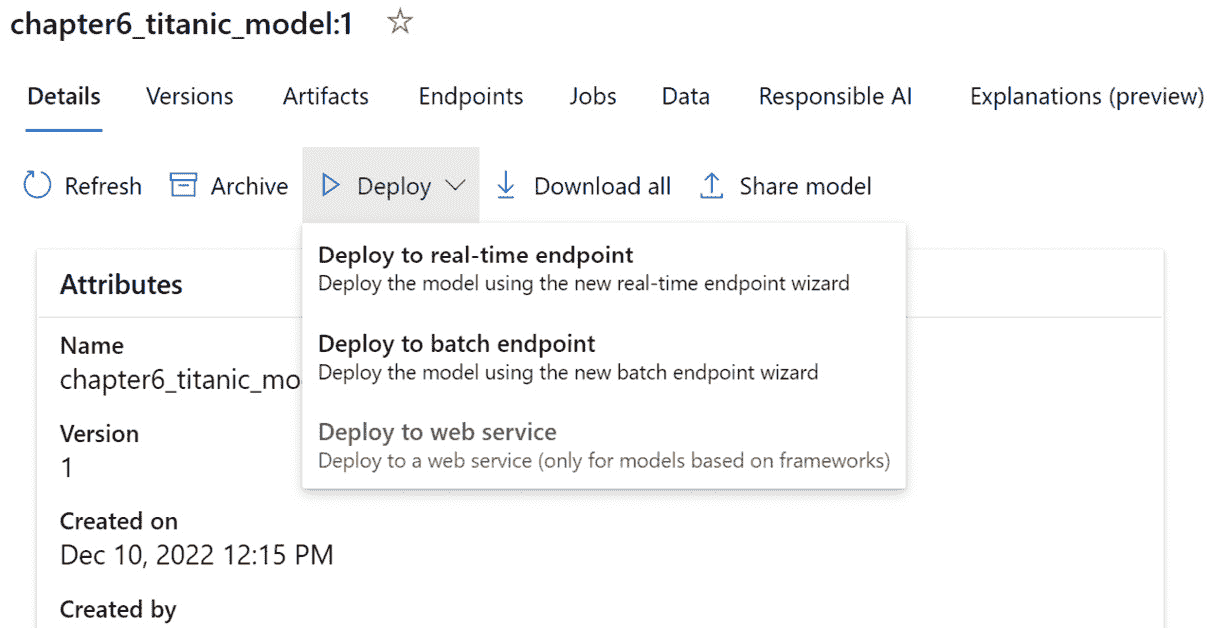 chapter6_titanic_model:1
Details Versions Artifacts Endpoints Jobs Data Responsible AI Explanations (preview)
Refresh Archive Deploy Download all Share model
Deploy to real-time endpoint
Deploy the model using the new real-time endpoint wizard
Deploy to batch endpoint
Deploy the model using the new batch endpoint wizard
Deploy to web service
Deploy to a web service (only for models based on frameworks)
Attributes
Name
chapter6_titanic_mo
Version
1
Created on
Dec 10, 2022 12:15 PM
Created by